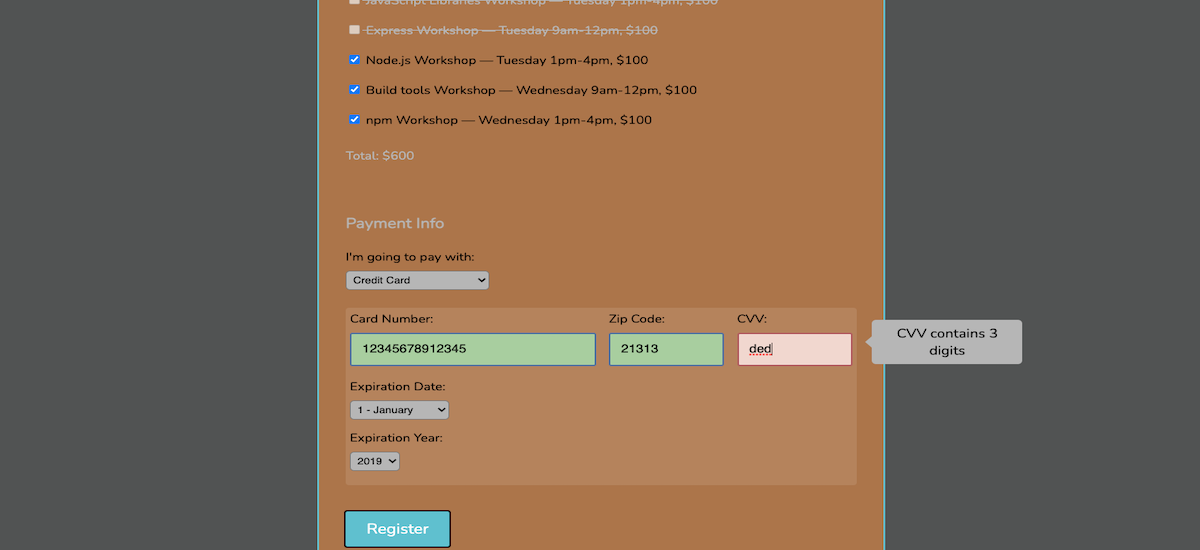 JavaScript Libraries Workshop — Tuesday 1pm-4pm, $100
Express Workshop — Tuesday 9am-12pm, $100
Node.js Workshop — Tuesday 1pm-4pm, $100
Build tools Workshop — Wednesday 9am-12pm, $100
npm Workshop — Wednesday 1pm-4pm, $100
Total: $600
Payment Info
I'm going to pay with:
Credit Card
Card Number: Zip Code: CVV:
12345678912345 21313 ded
CVV contains 3
digits
Expiration Date:
1 - January
Expiration Year:
2019
Register